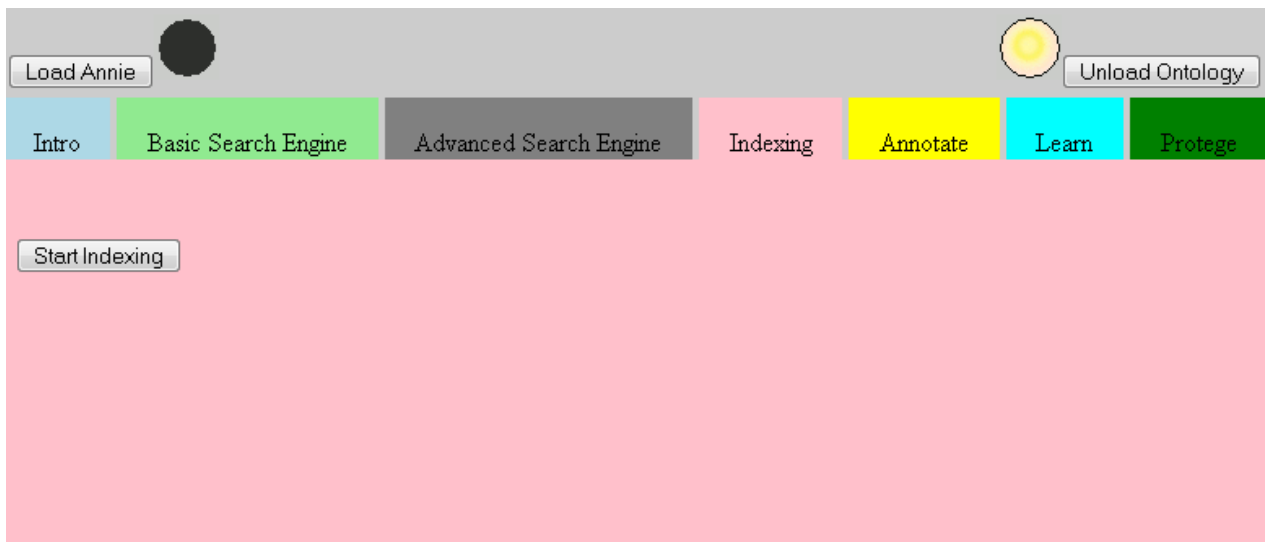 Load Annie
Unload Ontology
Intro
Basic Search Engine
Advanced Search Engine
Indexing
Annotate
Learn
Protege
Start Indexing